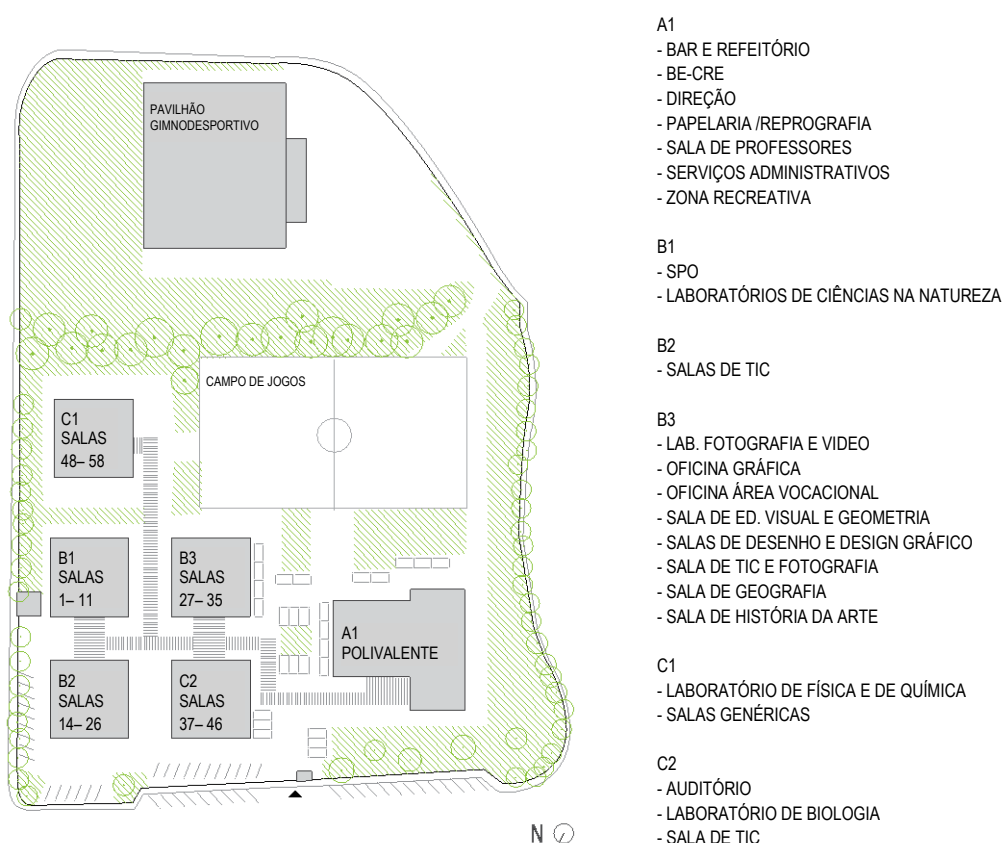 PAVILHÃO
GIMNODESPORTIVO
CAMPO DE JOGOS
C1
SALAS
48– 58
B1
SALAS
1– 11
B3
SALAS
27– 35
A1
POLIVALENTE
B2
SALAS
14– 26
C2
SALAS
37– 46
N
A1
- BAR E REFEITÓRIO
- BE-CRE
- DIREÇÃO
- PAPELARIA /REPROGRAFIA
- SALA DE PROFESSORES
- SERVIÇOS ADMINISTRATIVOS
- ZONA RECREATIVA
B1
- SPO
- LABORATÓRIOS DE CIÊNCIAS NA NATUREZA
B2
- SALAS DE TIC
B3
- LAB. FOTOGRAFIA E VIDEO
- OFICINA GRÁFICA
- OFICINA ÁREA VOCACIONAL
- SALA DE ED. VISUAL E GEOMETRIA
- SALAS DE DESENHO E DESIGN GRÁFICO
- SALA DE TIC E FOTOGRAFIA
- SALA DE GEOGRAFIA
- SALA DE HISTÓRIA DA ARTE
C1
- LABORATÓRIO DE FÍSICA E DE QUÍMICA
- SALAS GENÉRICAS
C2
- AUDITÓRIO
- LABORATÓRIO DE BIOLOGIA
- SALA DE TIC